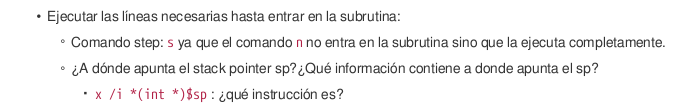 • Ejecutar las líneas necesarias hasta entrar en la subrutina:
◦ Comando step: s ya que el comando n no entra en la subrutina sino que la ejecuta completamente.
◦ ¿A dónde apunta el stack pointer sp?¿Qué información contiene a donde apunta el sp?
▪ x /i *(int *)$sp : ¿qué instrucción es?